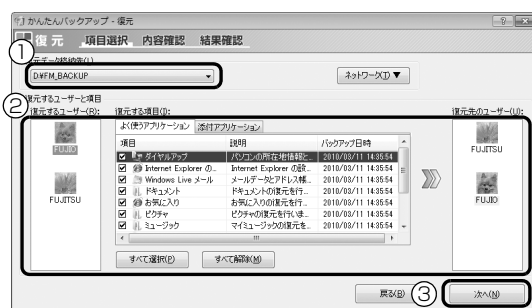 かんたんバックアップ - 復元
復元 項目選択 内容確認 結果確認
①
復元データ格納先(L)
D:¥FM_BACKUP
ネットワーク(T) ▼
②
復元するユーザーと項目
復元するユーザー(R): 復元する項目(I): 復元先のユーザー(U):
よく使うアプリケーション 添付アプリケーション
項目 説明 バックアップ日時
ダイヤルアップ パソコンの所在地情報と... 2010/03/11 14:35:54
Internet Explorer の... Internet Explorer の設... 2010/03/11 14:35:54
Windows Live メール メールデータとアドレス帳... 2010/03/11 14:35:54
ドキュメント ドキュメントの復元を行... 2010/03/11 14:35:54
お気に入り お気に入りの復元を行... 2010/03/11 14:35:54
ピクチャ ピクチャの復元を行いま... 2010/03/11 14:35:54
ミュージック マイミュージックの復元を... 2010/03/11 14:35:54
FUJIO
FUJITSU
FUJITSU
FUJIO
すべて選択(P) すべて解除(M)
戻る(B) ③ 次へ(N)